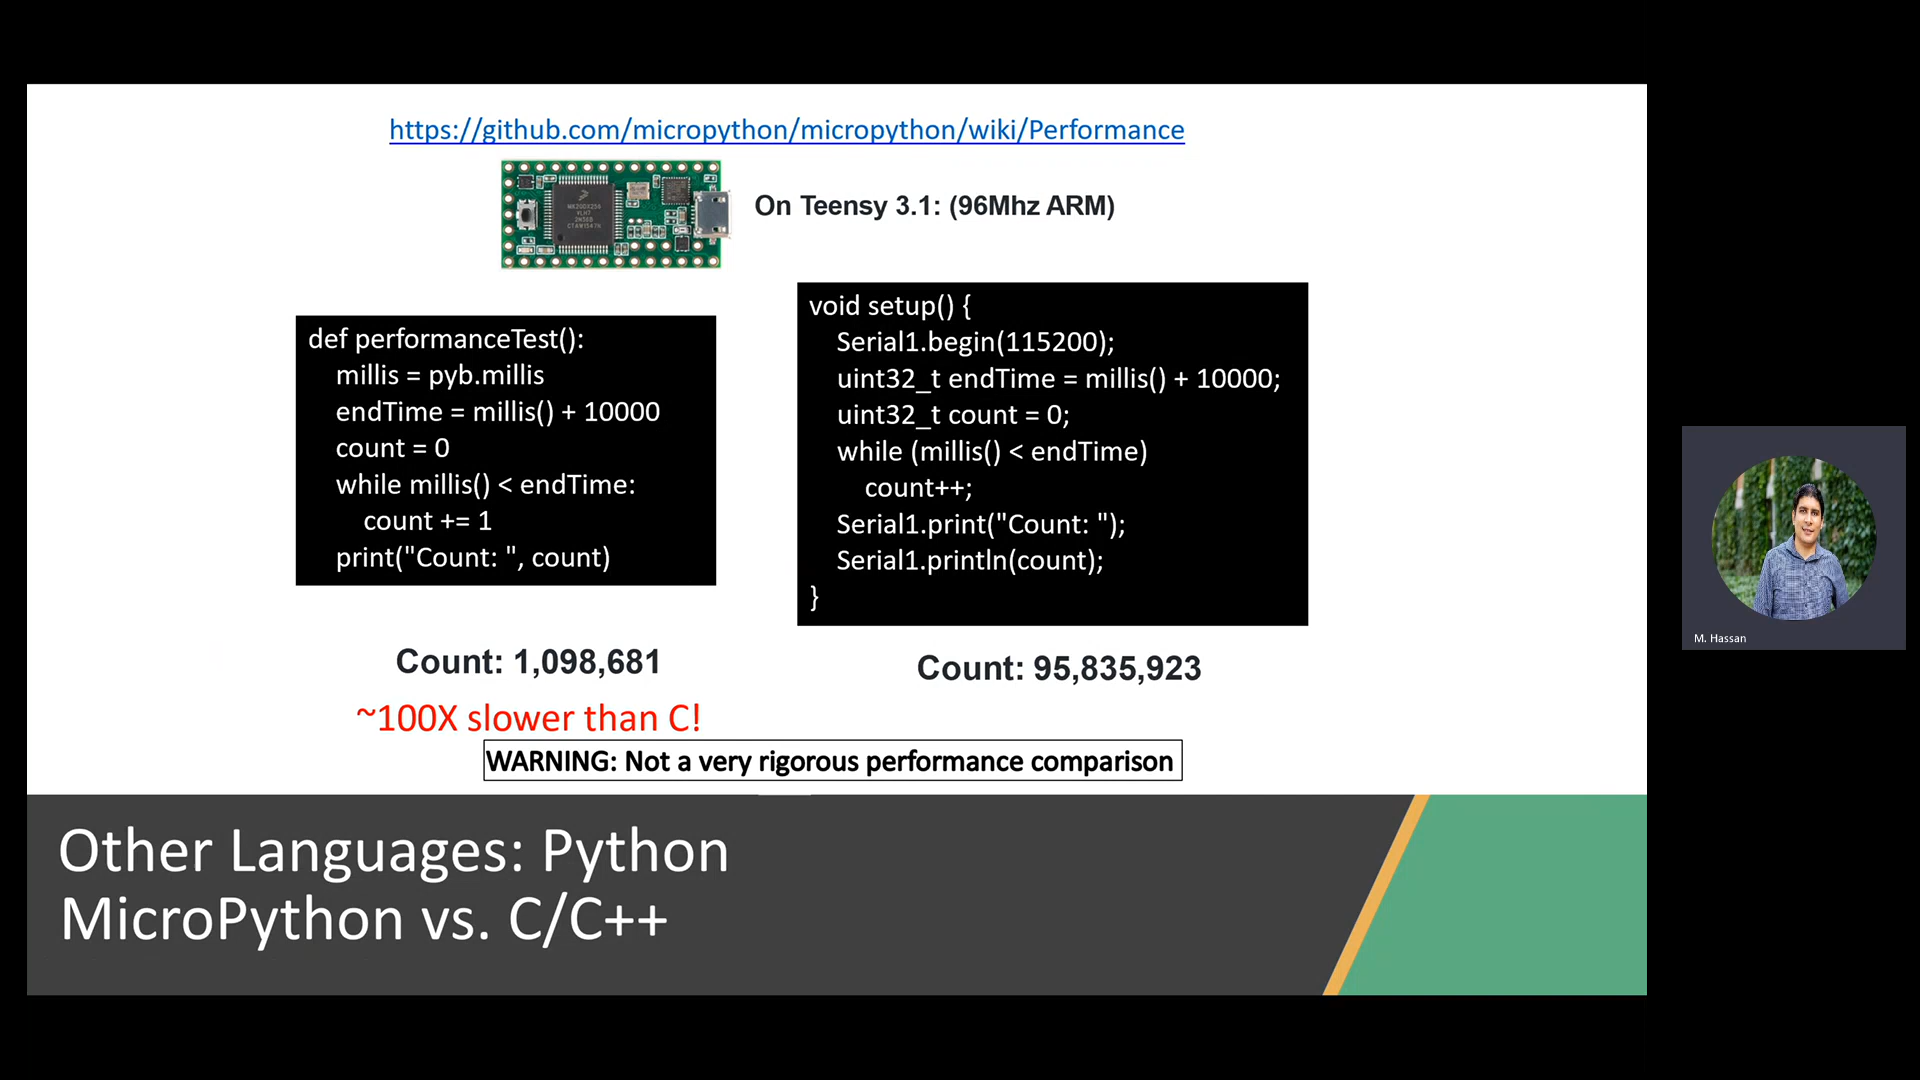 https://github.com/micropython/micropython/wiki/Performance
On Teensy 3.1: (96Mhz ARM)
def performanceTest():
millis = pyb.millis
endTime = millis() + 10000
count = 0
while millis() < endTime:
count += 1
print("Count: ", count)
void setup() {
Serial1.begin(115200);
uint32_t endTime = millis() + 10000;
uint32_t count = 0;
while (millis() < endTime)
count++;
Serial1.print("Count: ");
Serial1.println(count);
}
Count: 1,098,681
Count: 95,835,923
~100X slower than C!
WARNING: Not a very rigorous performance comparison
Other Languages: Python
MicroPython vs. C/C++
M. Hassan